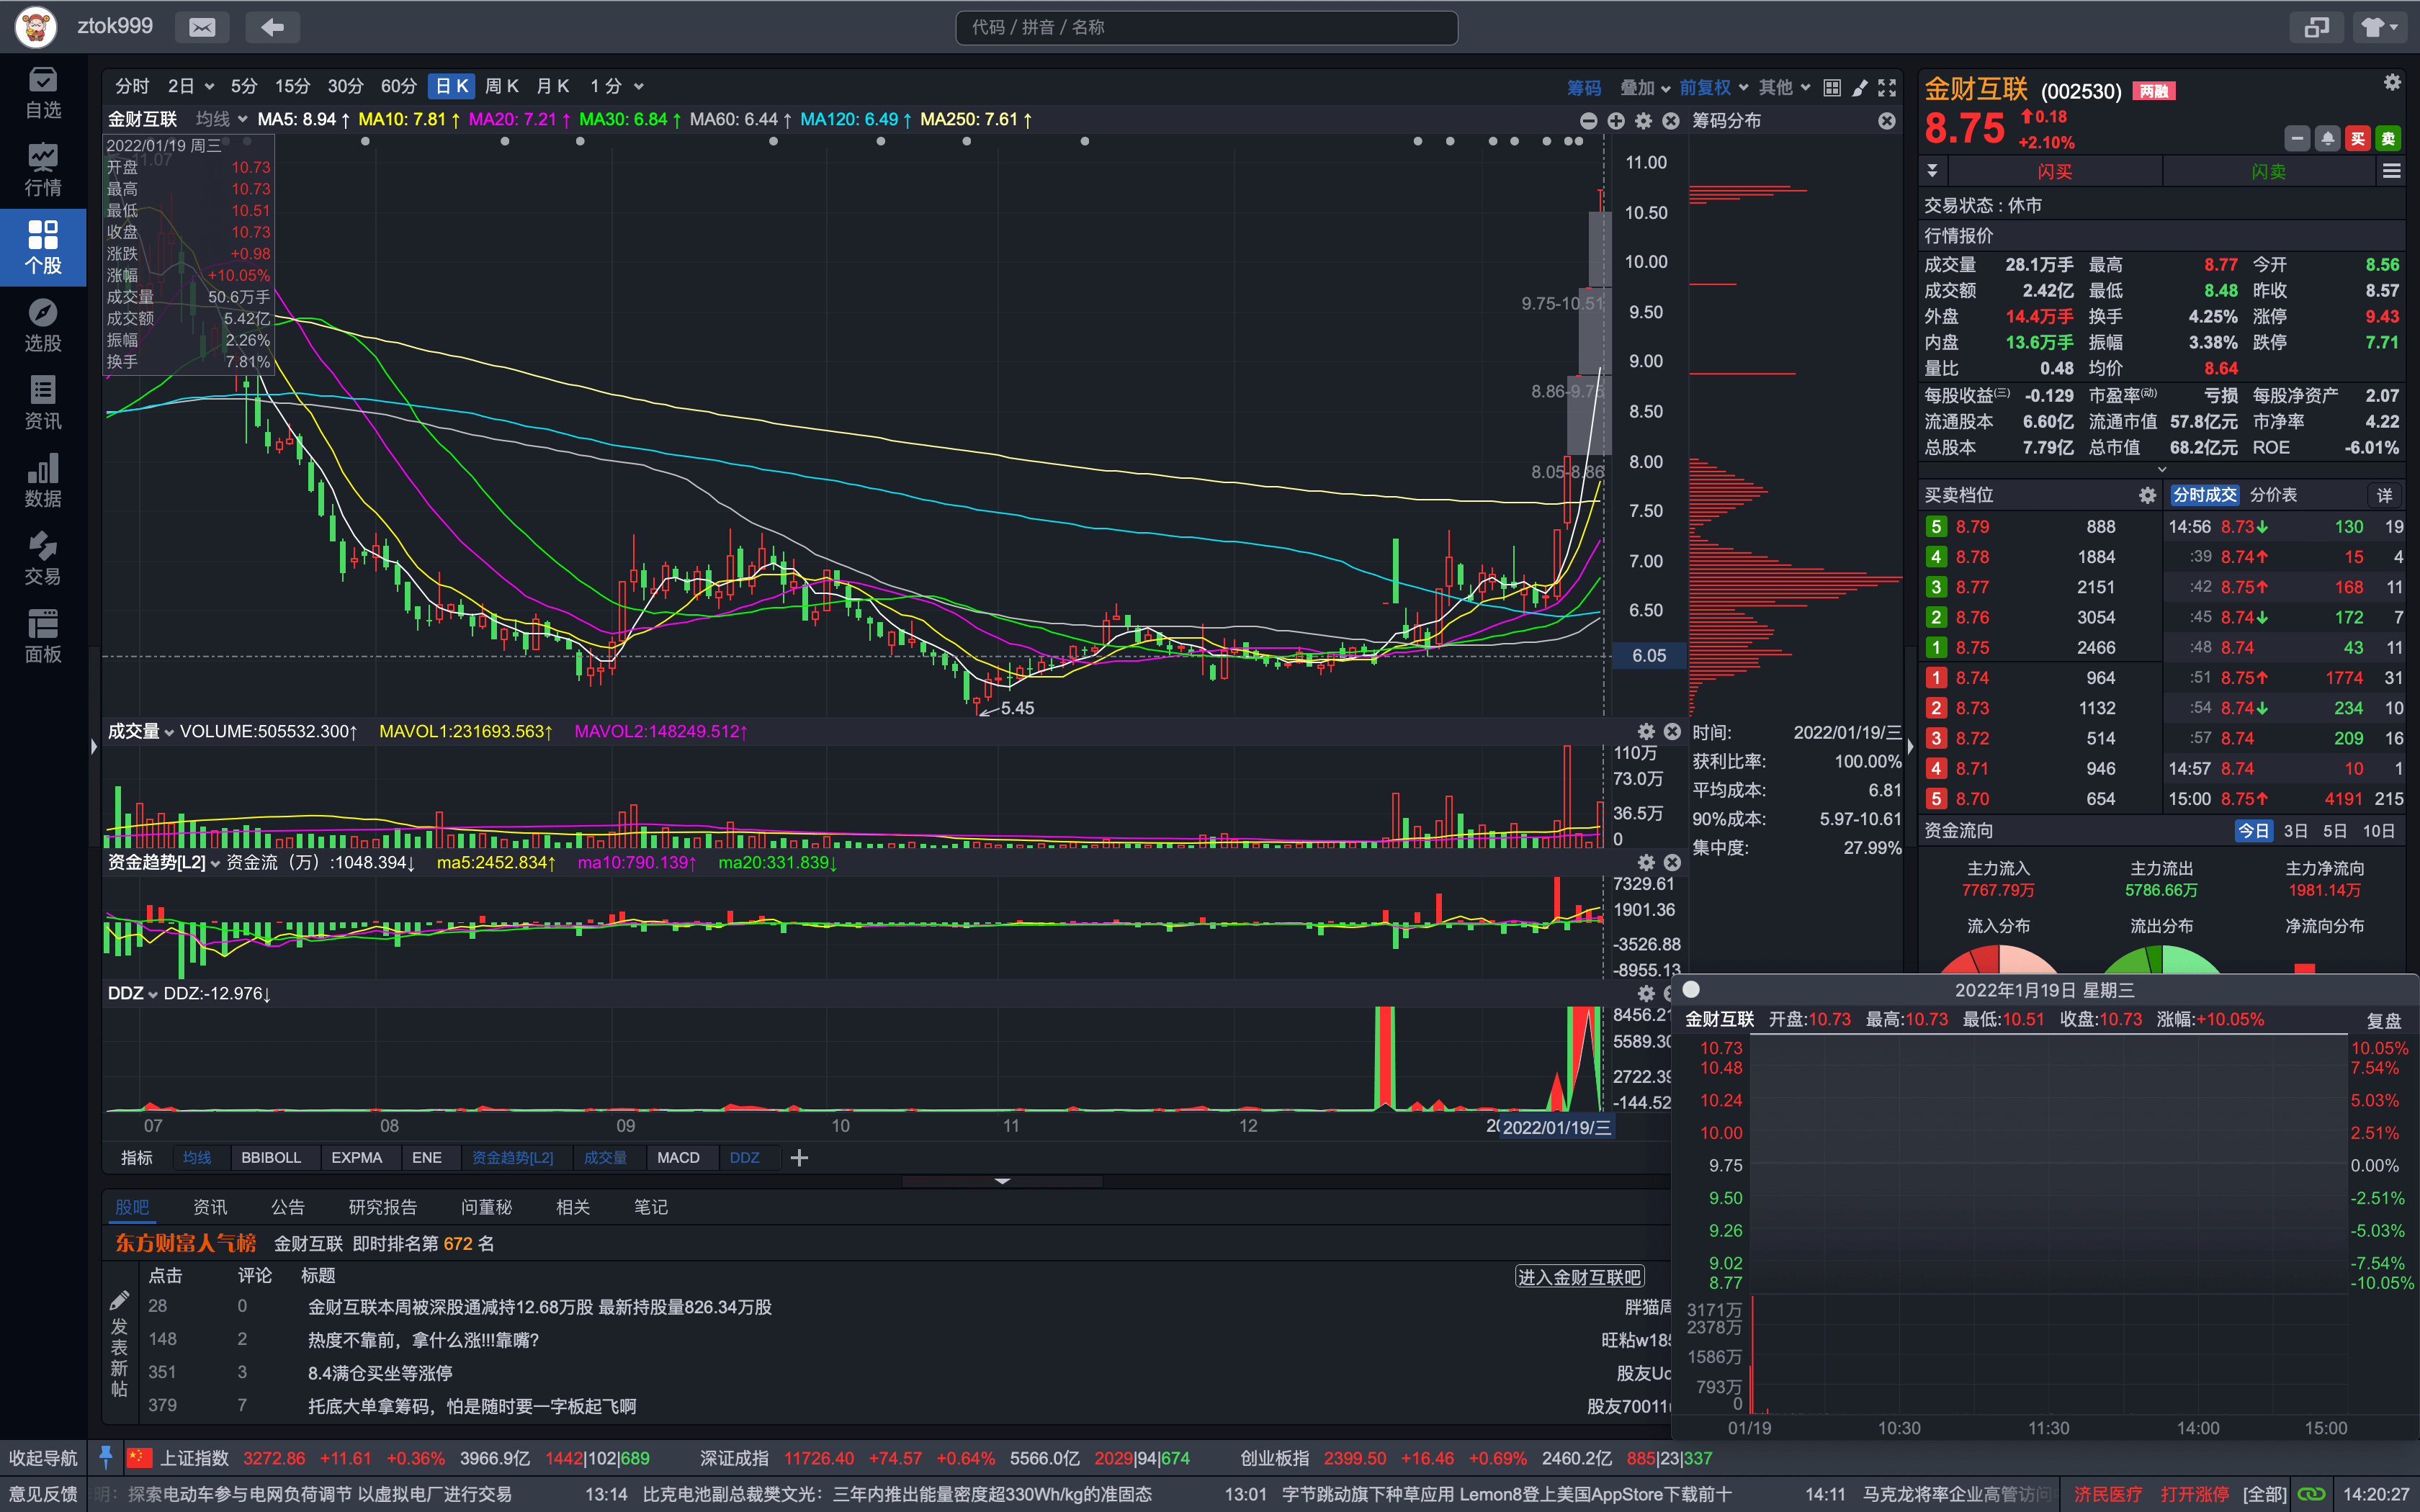 ztok999
代码 / 拼音 / 名称
自选
行情
个股
选股
资讯
数据
交易
面板
分时 2日 5分 15分 30分 60分 日K 周K 月K 1分
筹码 叠加 前复权 其他
金财互联 均线 MA5: 8.94↑ MA10: 7.81↑ MA20: 7.21↑ MA30: 6.84↑ MA60: 6.44↑ MA120: 6.49↑ MA250: 7.61↑
筹码分布
2022/01/19 周三
11.07
开盘 10.73
最高 10.73
最低 10.51
收盘 10.73
涨跌 +0.98
涨幅 +10.05%
成交量 50.6万手
成交额 5.42亿
振幅 2.26%
换手 7.81%
11.00
10.50
10.00
9.50
9.00
8.50
8.00
7.50
7.00
6.50
6.05
9.75-10.51
8.86-9.75
8.05-8.86
5.45
成交量 VOLUME:505532.300↑ MAVOL1:231693.563↑ MAVOL2:148249.512↑
110万
73.0万
36.5万
0
资金趋势[L2] 资金流（万）:1048.394↓ ma5:2452.834↑ ma10:790.139↑ ma20:331.839↓
7329.61
1901.36
-3526.88
-8955.13
DDZ DDZ:-12.976↓
8456.21
5589.30
2722.39
-144.52
07 08 09 10 11 12 2022/01/19/三
时间: 2022/01/19/三
获利比率: 100.00%
平均成本: 6.81
90%成本: 5.97-10.61
集中度: 27.99%
指标 均线 BBIBOLL EXPMA ENE 资金趋势[L2] 成交量 MACD DDZ
股吧 资讯 公告 研究报告 问董秘 相关 笔记
东方财富人气榜 金财互联 即时排名第 672 名
点击 评论 标题
进入金财互联吧
发表新帖
28 0 金财互联本周被深股通减持12.68万股 最新持股量826.34万股 胖猫周
148 2 热度不靠前，拿什么涨!!!靠嘴? 旺粘w185
351 3 8.4满仓买坐等涨停 股友Uc
379 7 托底大单拿筹码，怕是随时要一字板起飞啊 股友70011
金财互联 (002530) 两融
8.75 0.18
+2.10%
买 卖
闪买 闪卖
交易状态 : 休市
行情报价
成交量 28.1万手 最高 8.77 今开 8.56
成交额 2.42亿 最低 8.48 昨收 8.57
外盘 14.4万手 换手 4.25% 涨停 9.43
内盘 13.6万手 振幅 3.38% 跌停 7.71
量比 0.48 均价 8.64
每股收益(三) -0.129 市盈率(动) 亏损 每股净资产 2.07
流通股本 6.60亿 流通市值 57.8亿元 市净率 4.22
总股本 7.79亿 总市值 68.2亿元 ROE -6.01%
买卖档位 分时成交 分价表 详
5 8.79 888 14:56 8.73↓ 130 19
4 8.78 1884 :39 8.74↑ 15 4
3 8.77 2151 :42 8.75↑ 168 11
2 8.76 3054 :45 8.74↓ 172 7
1 8.75 2466 :48 8.74 43 11
1 8.74 964 :51 8.75↑ 1774 31
2 8.73 1132 :54 8.74↓ 234 10
3 8.72 514 :57 8.74 209 16
4 8.71 946 14:57 8.74 10 1
5 8.70 654 15:00 8.75↑ 4191 215
资金流向 今日 3日 5日 10日
主力流入 主力流出 主力净流向
7767.79万 5786.66万 1981.14万
流入分布 流出分布 净流向分布
2022年1月19日 星期三
金财互联 开盘:10.73 最高:10.73 最低:10.51 收盘:10.73 涨幅:+10.05% 复盘
10.73 10.05%
10.48 7.54%
10.24 5.03%
10.00 2.51%
9.75 0.00%
9.50 -2.51%
9.26 -5.03%
9.02 -7.54%
8.77 -10.05%
3171万
2378万
1586万
793万
0
01/19 10:30 11:30 14:00 15:00
收起导航 上证指数 3272.86 +11.61 +0.36% 3966.9亿 1442|102|689 深证成指 11726.40 +74.57 +0.64% 5566.0亿 2029|94|674 创业板指 2399.50 +16.46 +0.69% 2460.2亿 885|23|337
意见反馈 明：探索电动车参与电网负荷调节 以虚拟电厂进行交易 13:14 比克电池副总裁樊文光：三年内推出能量密度超330Wh/kg的准固态 13:01 字节跳动旗下种草应用 Lemon8登上美国AppStore下载前十 14:11 马克龙将率企业高管访问 济民医疗 打开涨停 [全部] 14:20:27